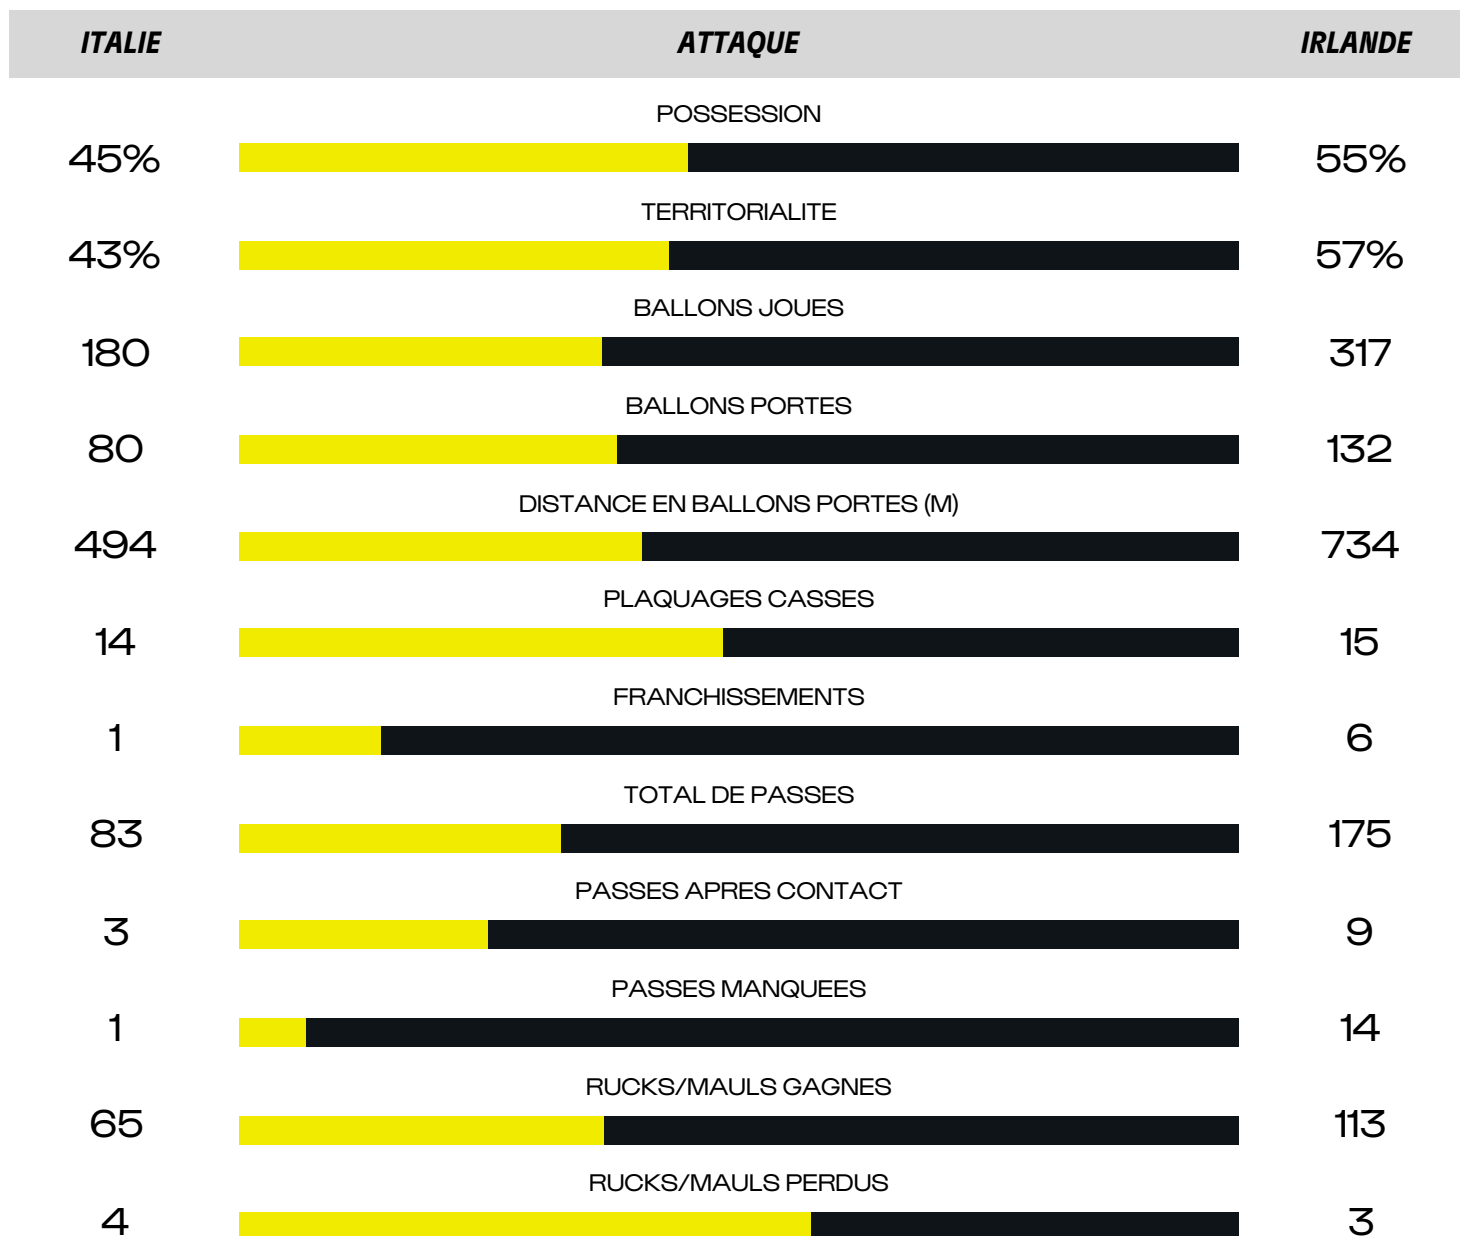 ITALIE ATTAQUE IRLANDE
POSSESSION
45% 55%
TERRITORIALITE
43% 57%
BALLONS JOUES
180 317
BALLONS PORTES
80 132
DISTANCE EN BALLONS PORTES (M)
494 734
PLAQUAGES CASSES
14 15
FRANCHISSEMENTS
1 6
TOTAL DE PASSES
83 175
PASSES APRES CONTACT
3 9
PASSES MANQUEES
1 14
RUCKS/MAULS GAGNES
65 113
RUCKS/MAULS PERDUS
4 3